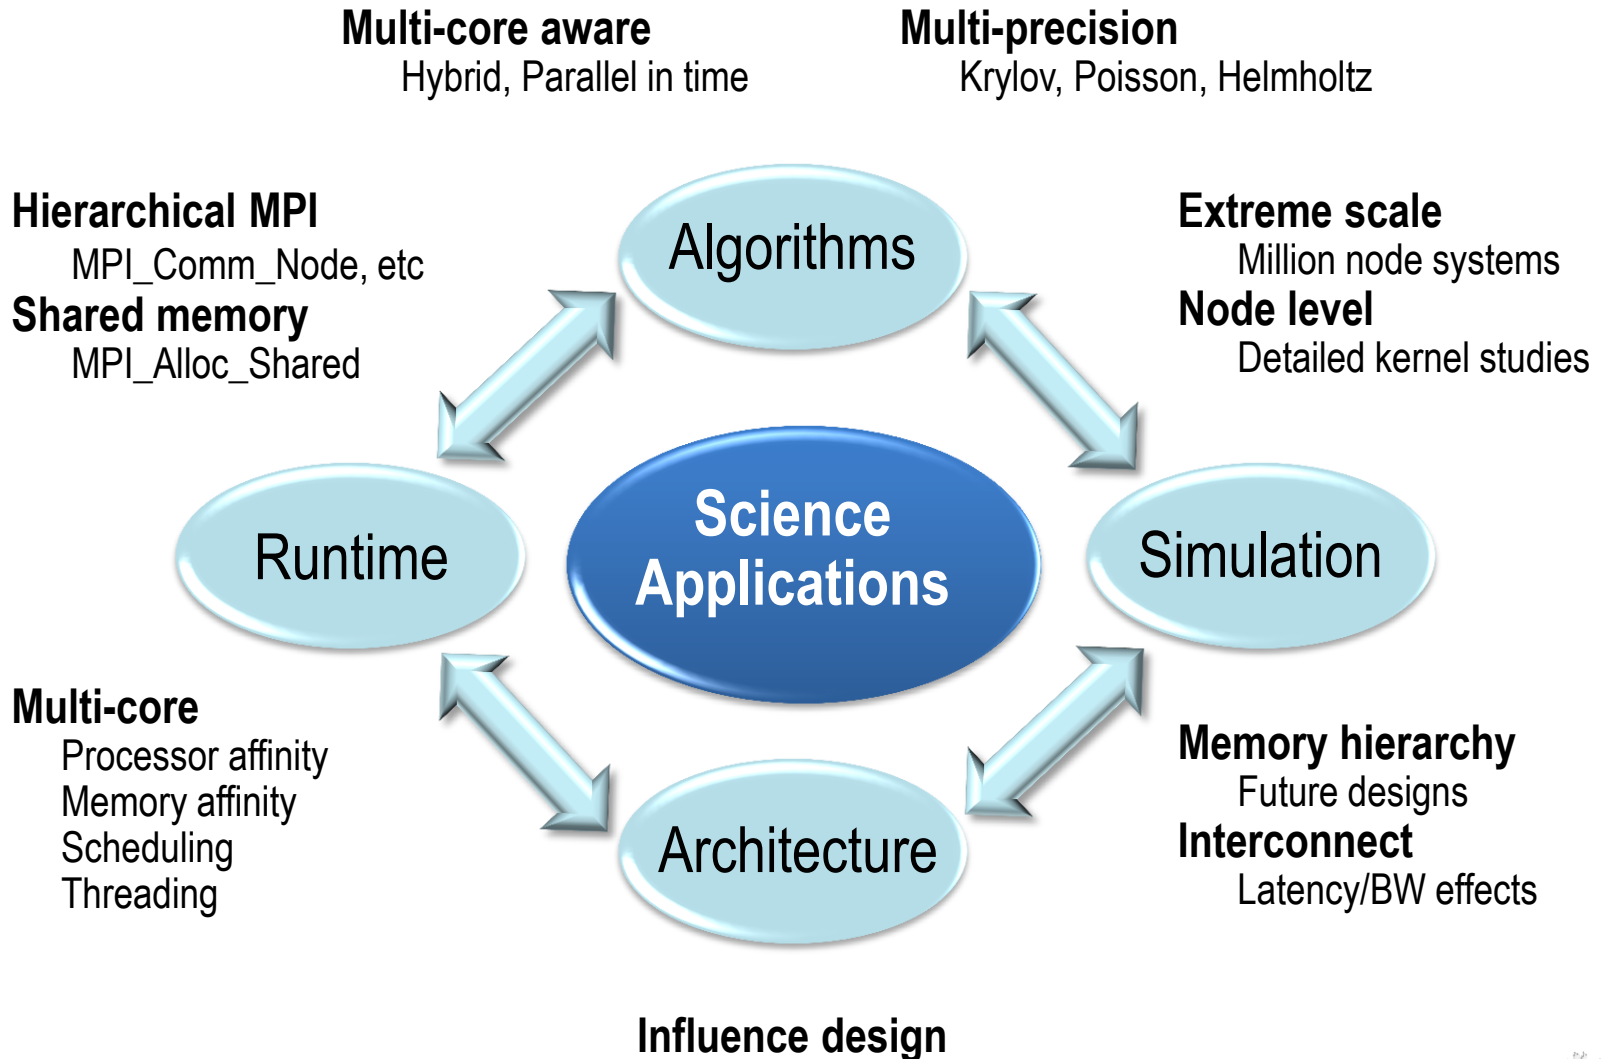 Multi-core aware
Hybrid, Parallel in time
Multi-precision
Krylov, Poisson, Helmholtz
Hierarchical MPI
MPI_Comm_Node, etc
Shared memory
MPI_Alloc_Shared
Algorithms
Extreme scale
Million node systems
Node level
Detailed kernel studies
Runtime
Science
Applications
Simulation
Multi-core
Processor affinity
Memory affinity
Scheduling
Threading
Architecture
Memory hierarchy
Future designs
Interconnect
Latency/BW effects
Influence design